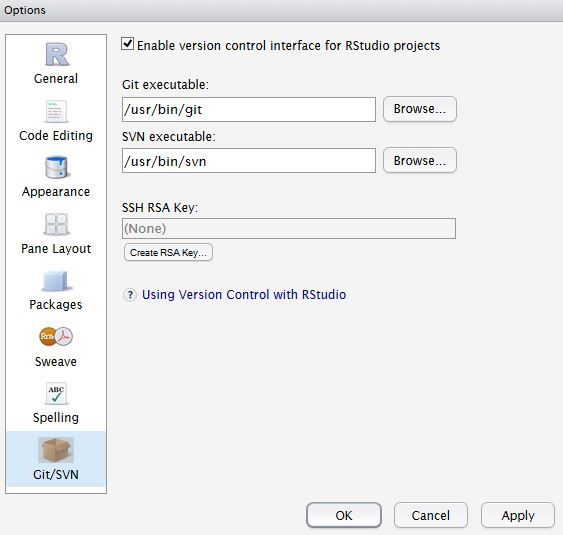 Options
R
General
Code Editing
Appearance
Pane Layout
Packages
Rnw
Sweave
ABC
Spelling
Git/SVN
Enable version control interface for RStudio projects
Git executable:
/usr/bin/git
Browse...
SVN executable:
/usr/bin/svn
Browse...
SSH RSA Key:
(None)
Create RSA Key...
? Using Version Control with RStudio
OK
Cancel
Apply